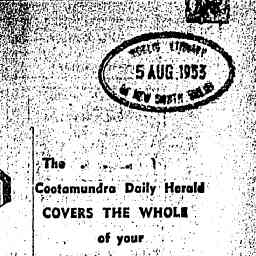 PUBLIC LIBRARY
5 AUG 1953
OF NEW SOUTH WALES
The
Cootamundra Daily Herald
COVERS THE WHOLE
of your